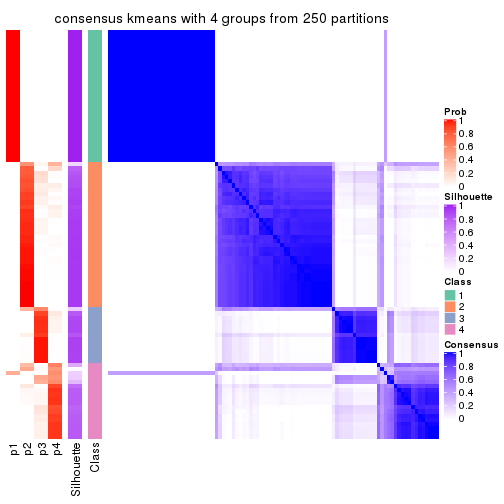 consensus kmeans with 4 groups from 250 partitions
Prob
1
0.8
0.6
0.4
0.2
0
Silhouette
1
0.8
0.6
0.4
0.2
0
Class
1
2
3
4
Consensus
1
0.8
0.6
0.4
0.2
0
p1
p2
p3
p4
Silhouette
Class